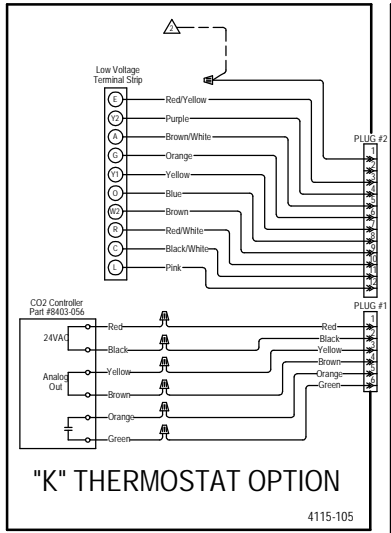 2
Low Voltage
Terminal Strip
E Red/Yellow
Y2 Purple
A Brown/White
G Orange
Y1 Yellow
O Blue
W2 Brown
R Red/White
C Black/White
L Pink
PLUG #2
1
2
3
4
5
6
7
8
9
10
11
12
CO2 Controller
Part #8403-056
24VAC
Analog
Out
Red
Black
Yellow
Brown
Orange
Green
Red
Black
Yellow
Brown
Orange
Green
PLUG #1
1
2
3
4
5
6
"K" THERMOSTAT OPTION
4115-105